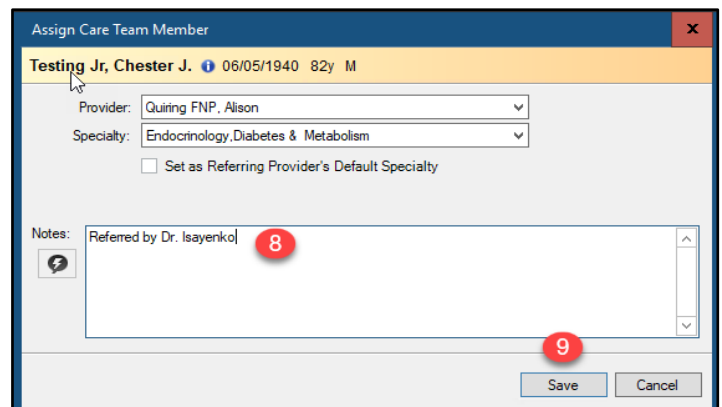 Assign Care Team Member
x
Testing Jr, Chester J. i 06/05/1940 82y M
Provider: Quiring FNP, Alison
Specialty: Endocrinology,Diabetes & Metabolism
Set as Referring Provider's Default Specialty
Notes: Referred by Dr. Isayenko
8
9
Save Cancel